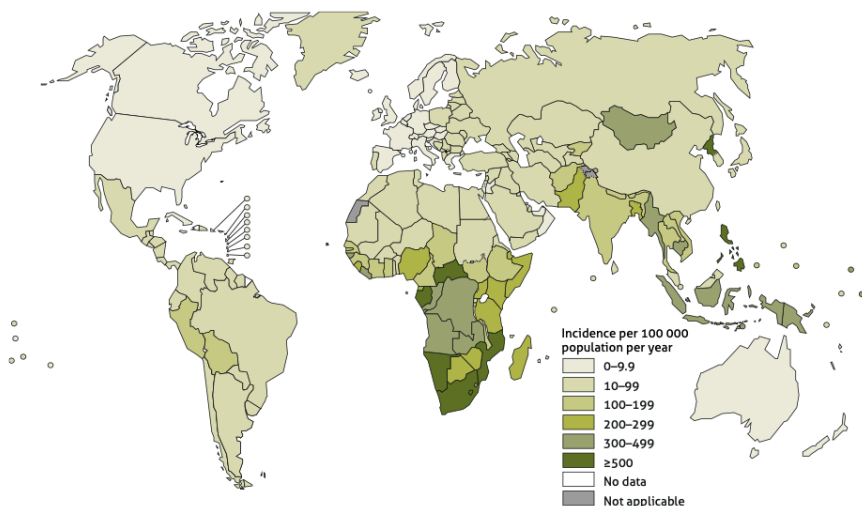 Incidence per 100 000
population per year
0–9.9
10–99
100–199
200–299
300–499
≥500
No data
Not applicable